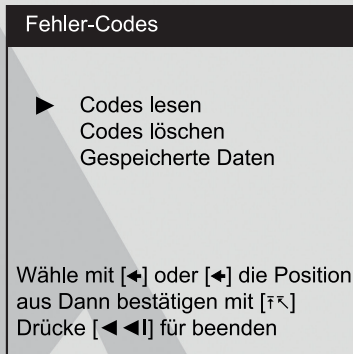 Fehler-Codes
▶ Codes lesen
Codes löschen
Gespeicherte Daten
Wähle mit [🡸] oder [🡸] die Position
aus Dann bestätigen mit [⤒↖]
Drücke [◄◄I] für beenden